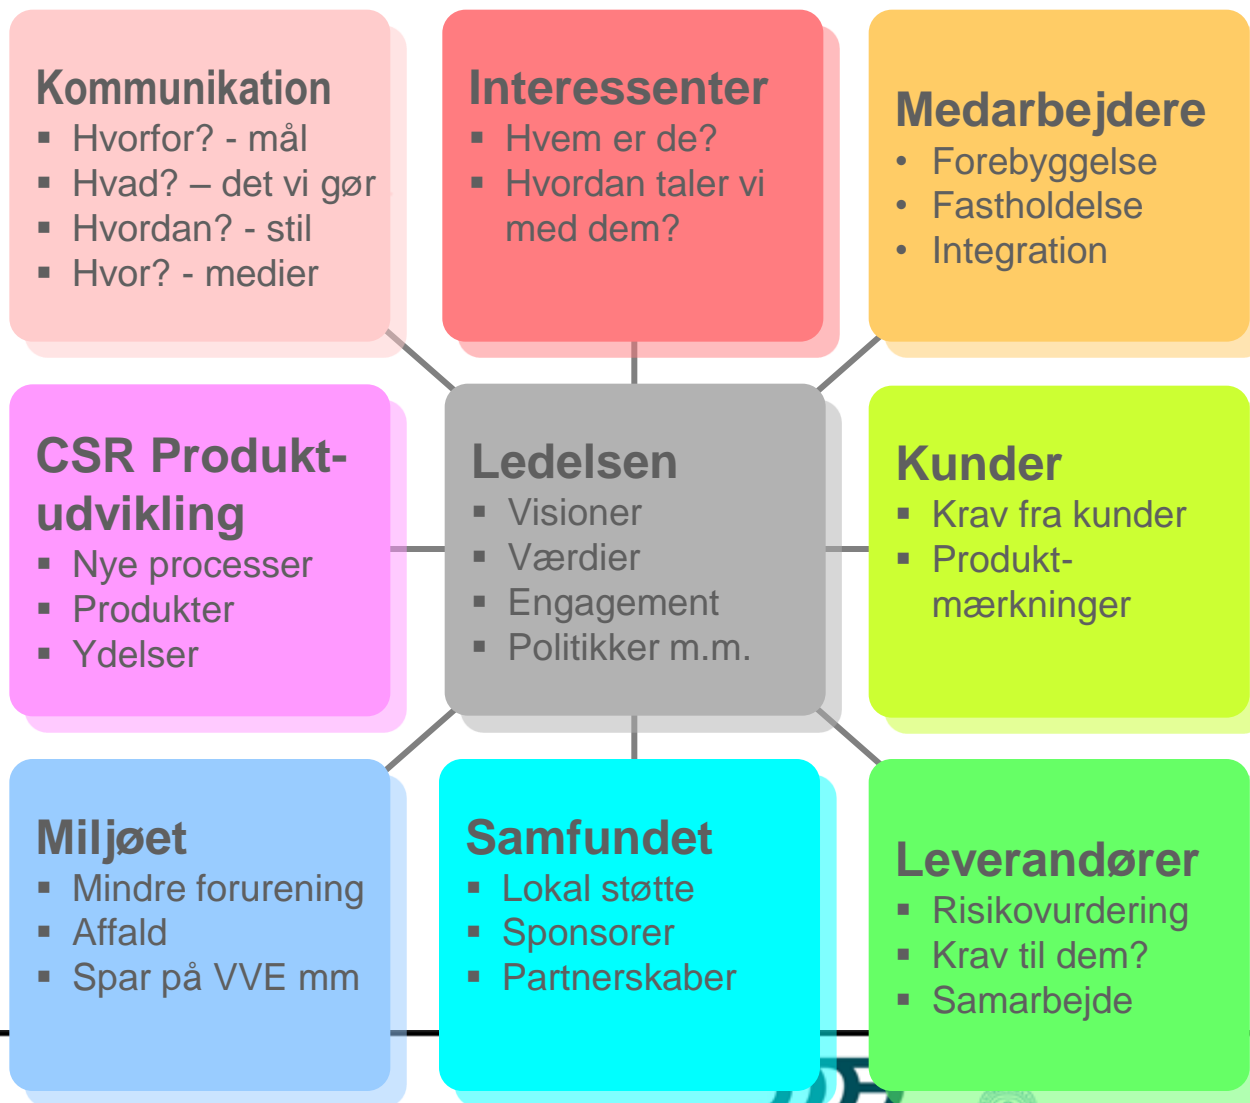 Kommunikation
▪ Hvorfor? - mål
▪ Hvad? – det vi gør
▪ Hvordan? - stil
▪ Hvor? - medier
Interessenter
▪ Hvem er de?
▪ Hvordan taler vi
med dem?
Medarbejdere
• Forebyggelse
• Fastholdelse
• Integration
CSR Produkt-
udvikling
▪ Nye processer
▪ Produkter
▪ Ydelser
Ledelsen
▪ Visioner
▪ Værdier
▪ Engagement
▪ Politikker m.m.
Kunder
▪ Krav fra kunder
▪ Produkt-
mærkninger
Miljøet
▪ Mindre forurening
▪ Affald
▪ Spar på VVE mm
Samfundet
▪ Lokal støtte
▪ Sponsorer
▪ Partnerskaber
Leverandører
▪ Risikovurdering
▪ Krav til dem?
▪ Samarbejde